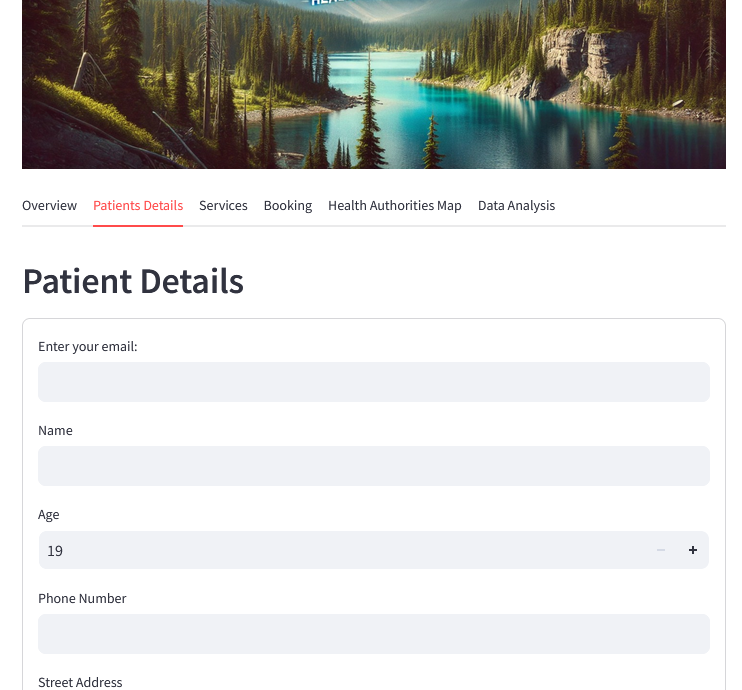 Overview Patients Details Services Booking Health Authorities Map Data Analysis
Patient Details
Enter your email:
Name
Age
19
Phone Number
Street Address